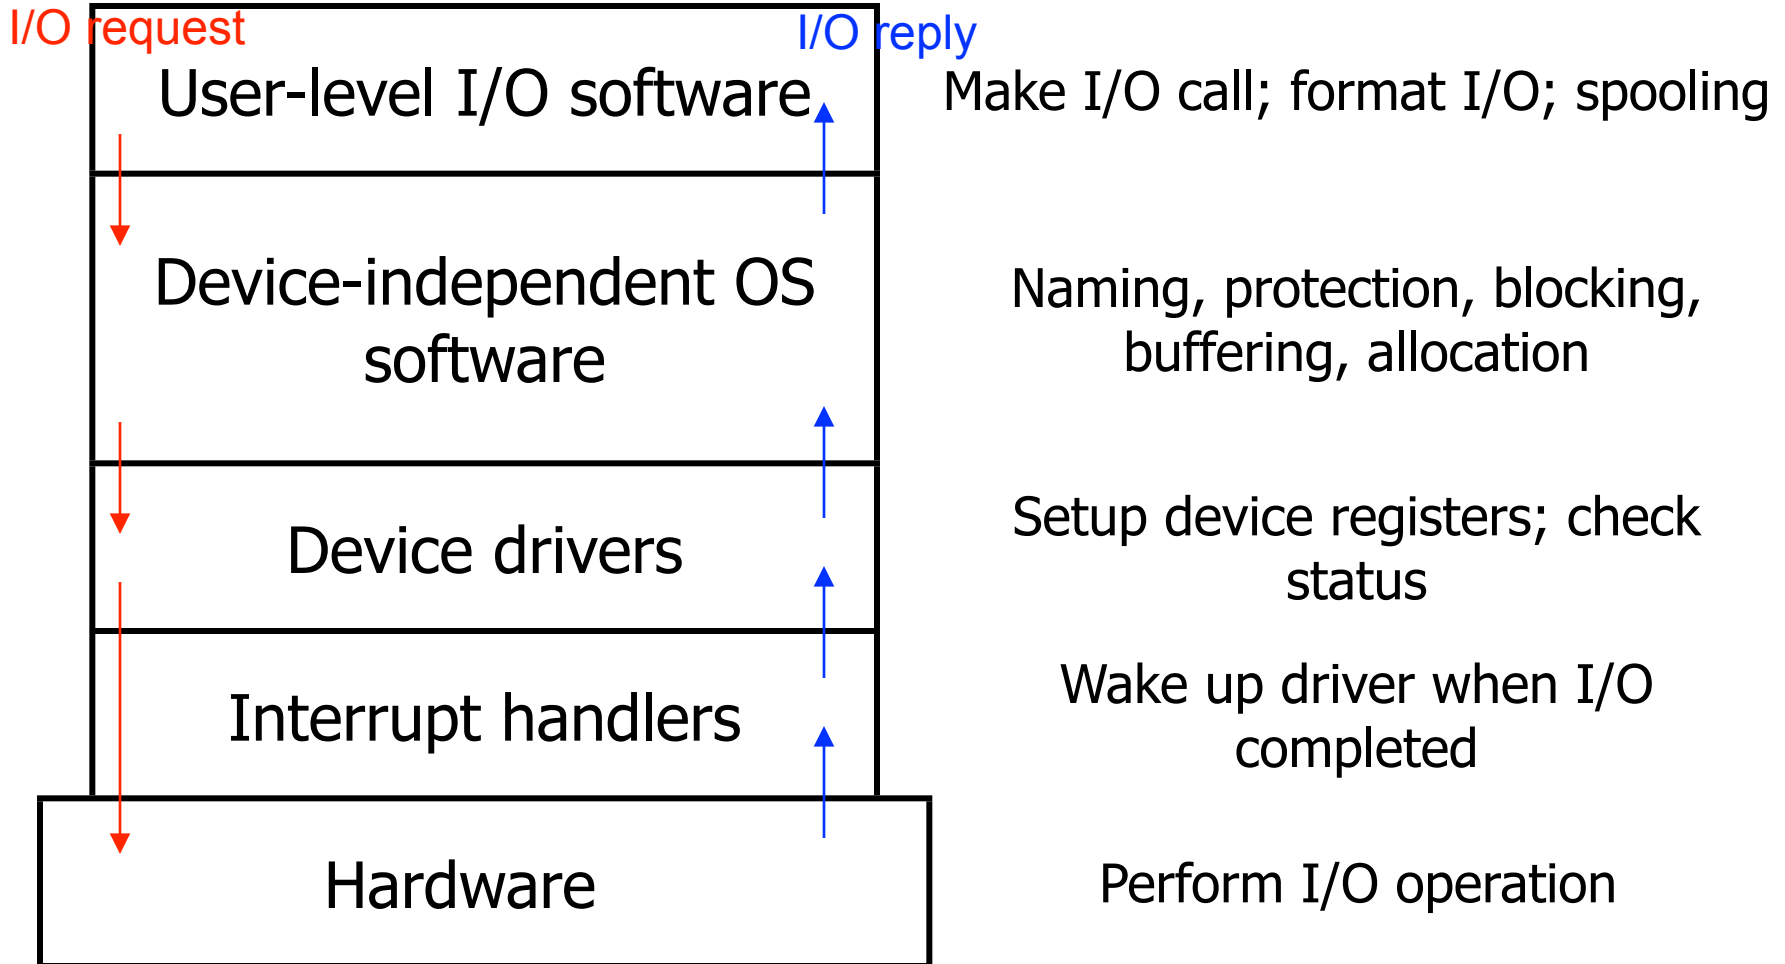 I/O request
I/O reply
User-level I/O software
Make I/O call; format I/O; spooling
Device-independent OS
software
Naming, protection, blocking,
buffering, allocation
Device drivers
Setup device registers; check
status
Interrupt handlers
Wake up driver when I/O
completed
Hardware
Perform I/O operation